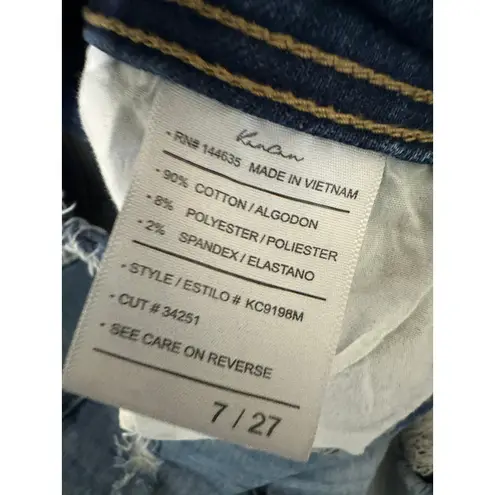 KanCan
- RN# 144635 MADE IN VIETNAM
- 90% COTTON / ALGODON
- 8% POLYESTER / POLIESTER
- 2% SPANDEX / ELASTANO
- STYLE / ESTILO # KC9198M
- CUT # 34251
- SEE CARE ON REVERSE
7 / 27